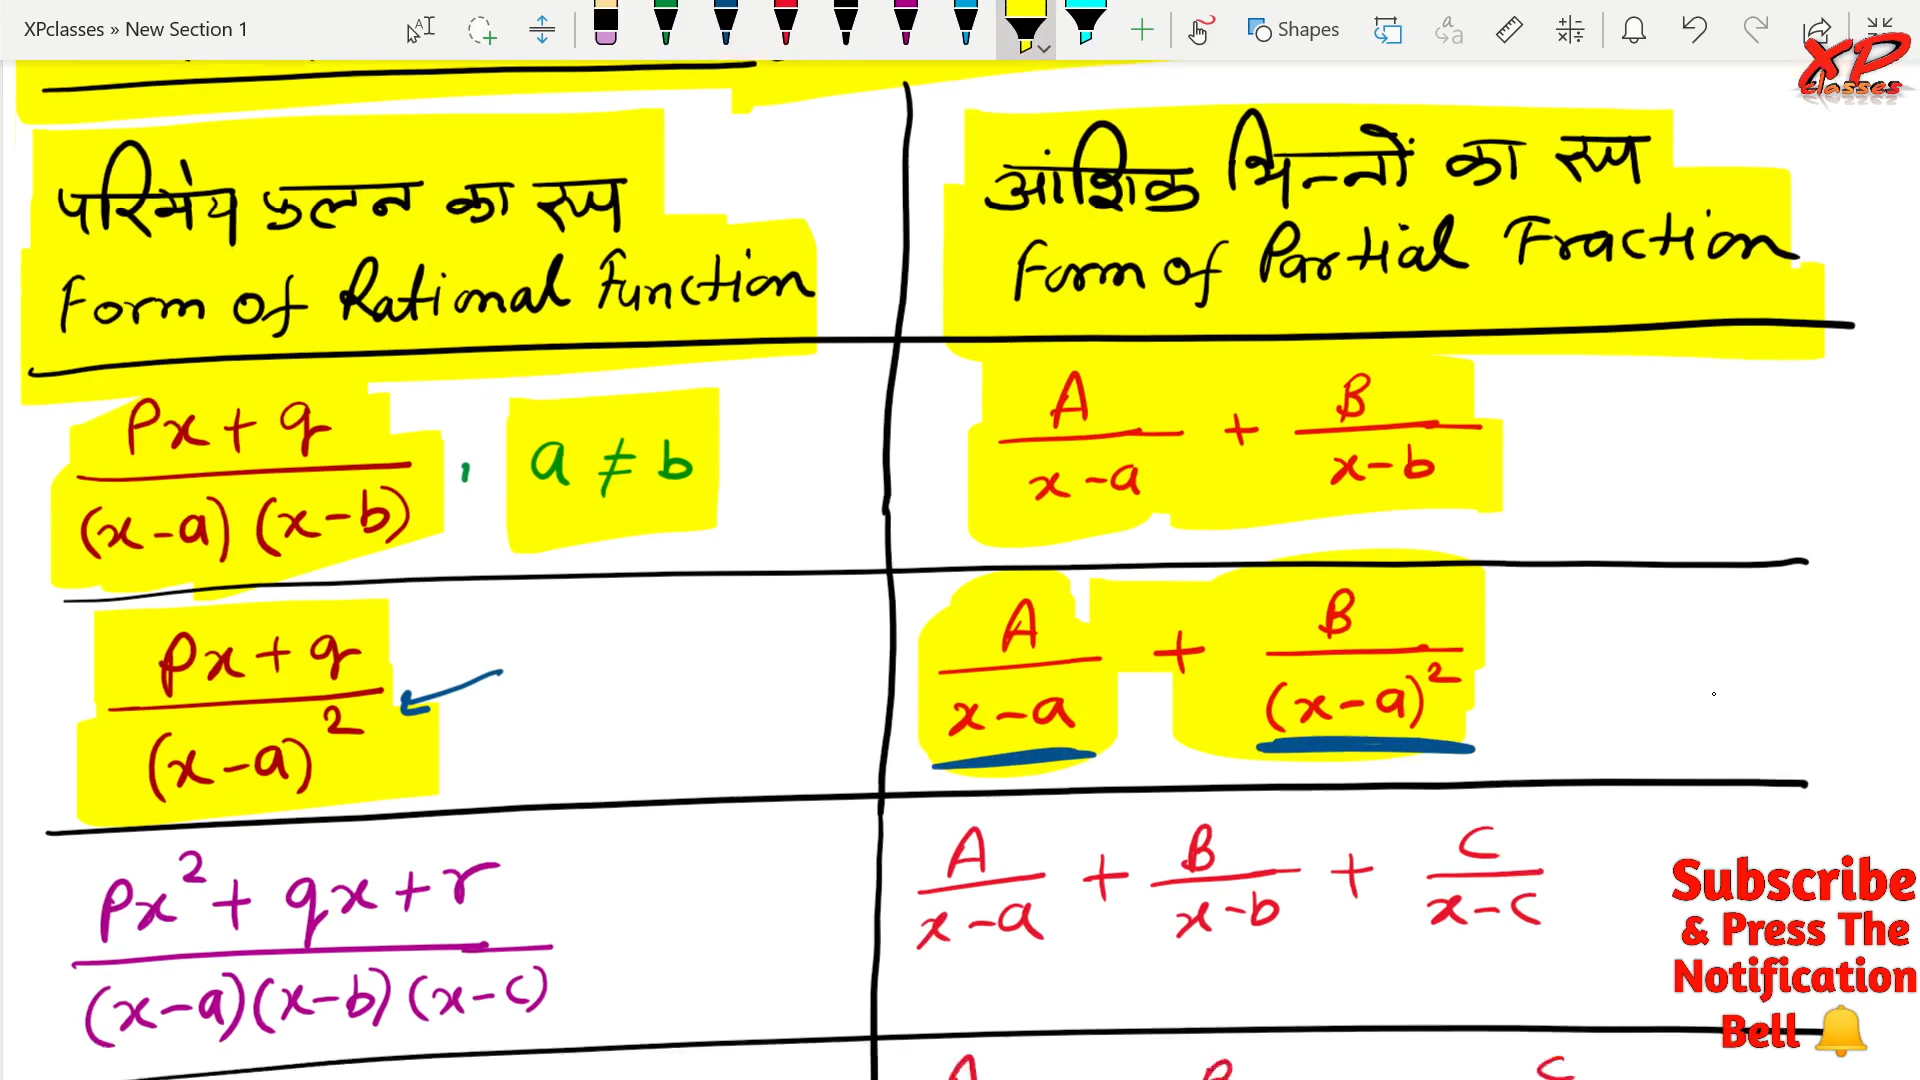 XPclasses » New Section 1
Shapes
XP
classes
परिमेय फलन का रूप
Form of Rational Function
आंशिक भिन्नों का रूप
Form of Partial Fraction
px + q
(x-a) (x-b) , a ≠ b
A/(x-a) + B/(x-b)
px + q
(x-a)²
A/(x-a) + B/(x-a)²
px² + qx + r
(x-a)(x-b)(x-c)
A/(x-a) + B/(x-b) + C/(x-c)
A B C
Subscribe
& Press The
Notification
Bell